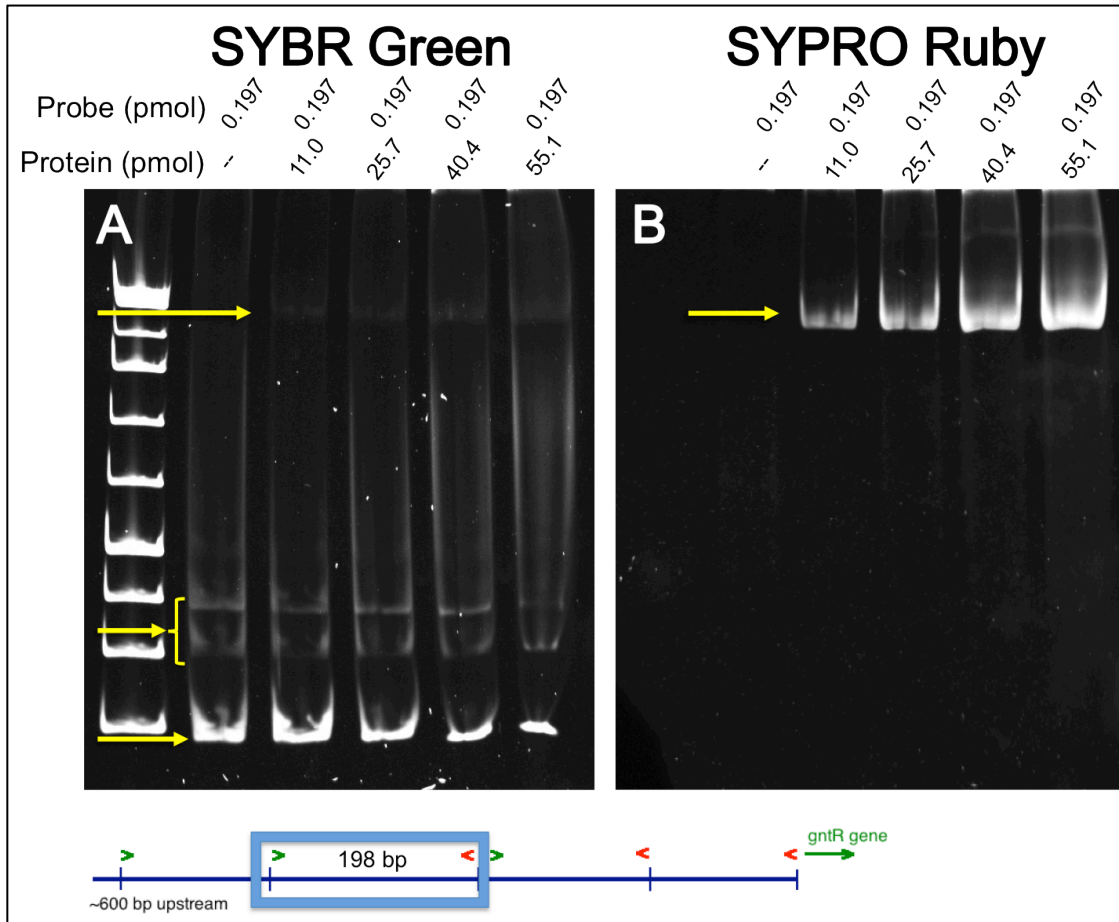 SYBR Green SYPRO Ruby
Probe (pmol) 0.197 0.197 0.197 0.197 0.197 0.197 0.197 0.197 0.197 0.197
Protein (pmol) -- 11.0 25.7 40.4 55.1 -- 11.0 25.7 40.4 55.1
A B
gntR gene
198 bp
~600 bp upstream